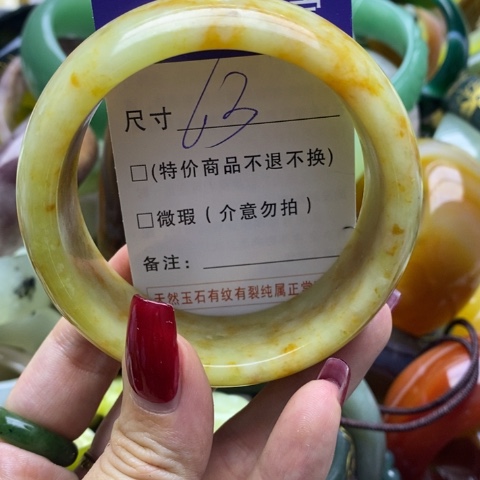 尺寸 63
□(特价商品不退不换)
□微瑕(介意勿拍)
备注:
天然玉石有纹有裂纯属正常